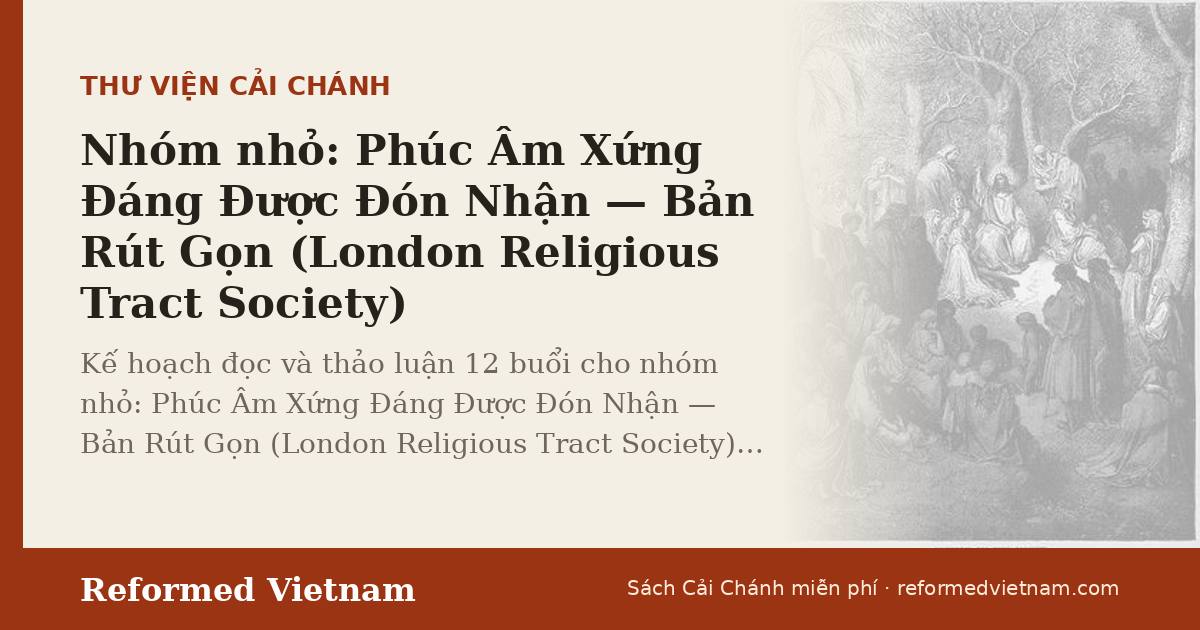 THƯ VIỆN CẢI CHÁNH
Nhóm nhỏ: Phúc Âm Xứng
Đáng Được Đón Nhận — Bản
Rút Gọn (London Religious
Tract Society)
Kế hoạch đọc và thảo luận 12 buổi cho nhóm
nhỏ: Phúc Âm Xứng Đáng Được Đón Nhận —
Bản Rút Gọn (London Religious Tract Society)...
Reformed Vietnam
Sách Cải Chánh miễn phí · reformedvietnam.com